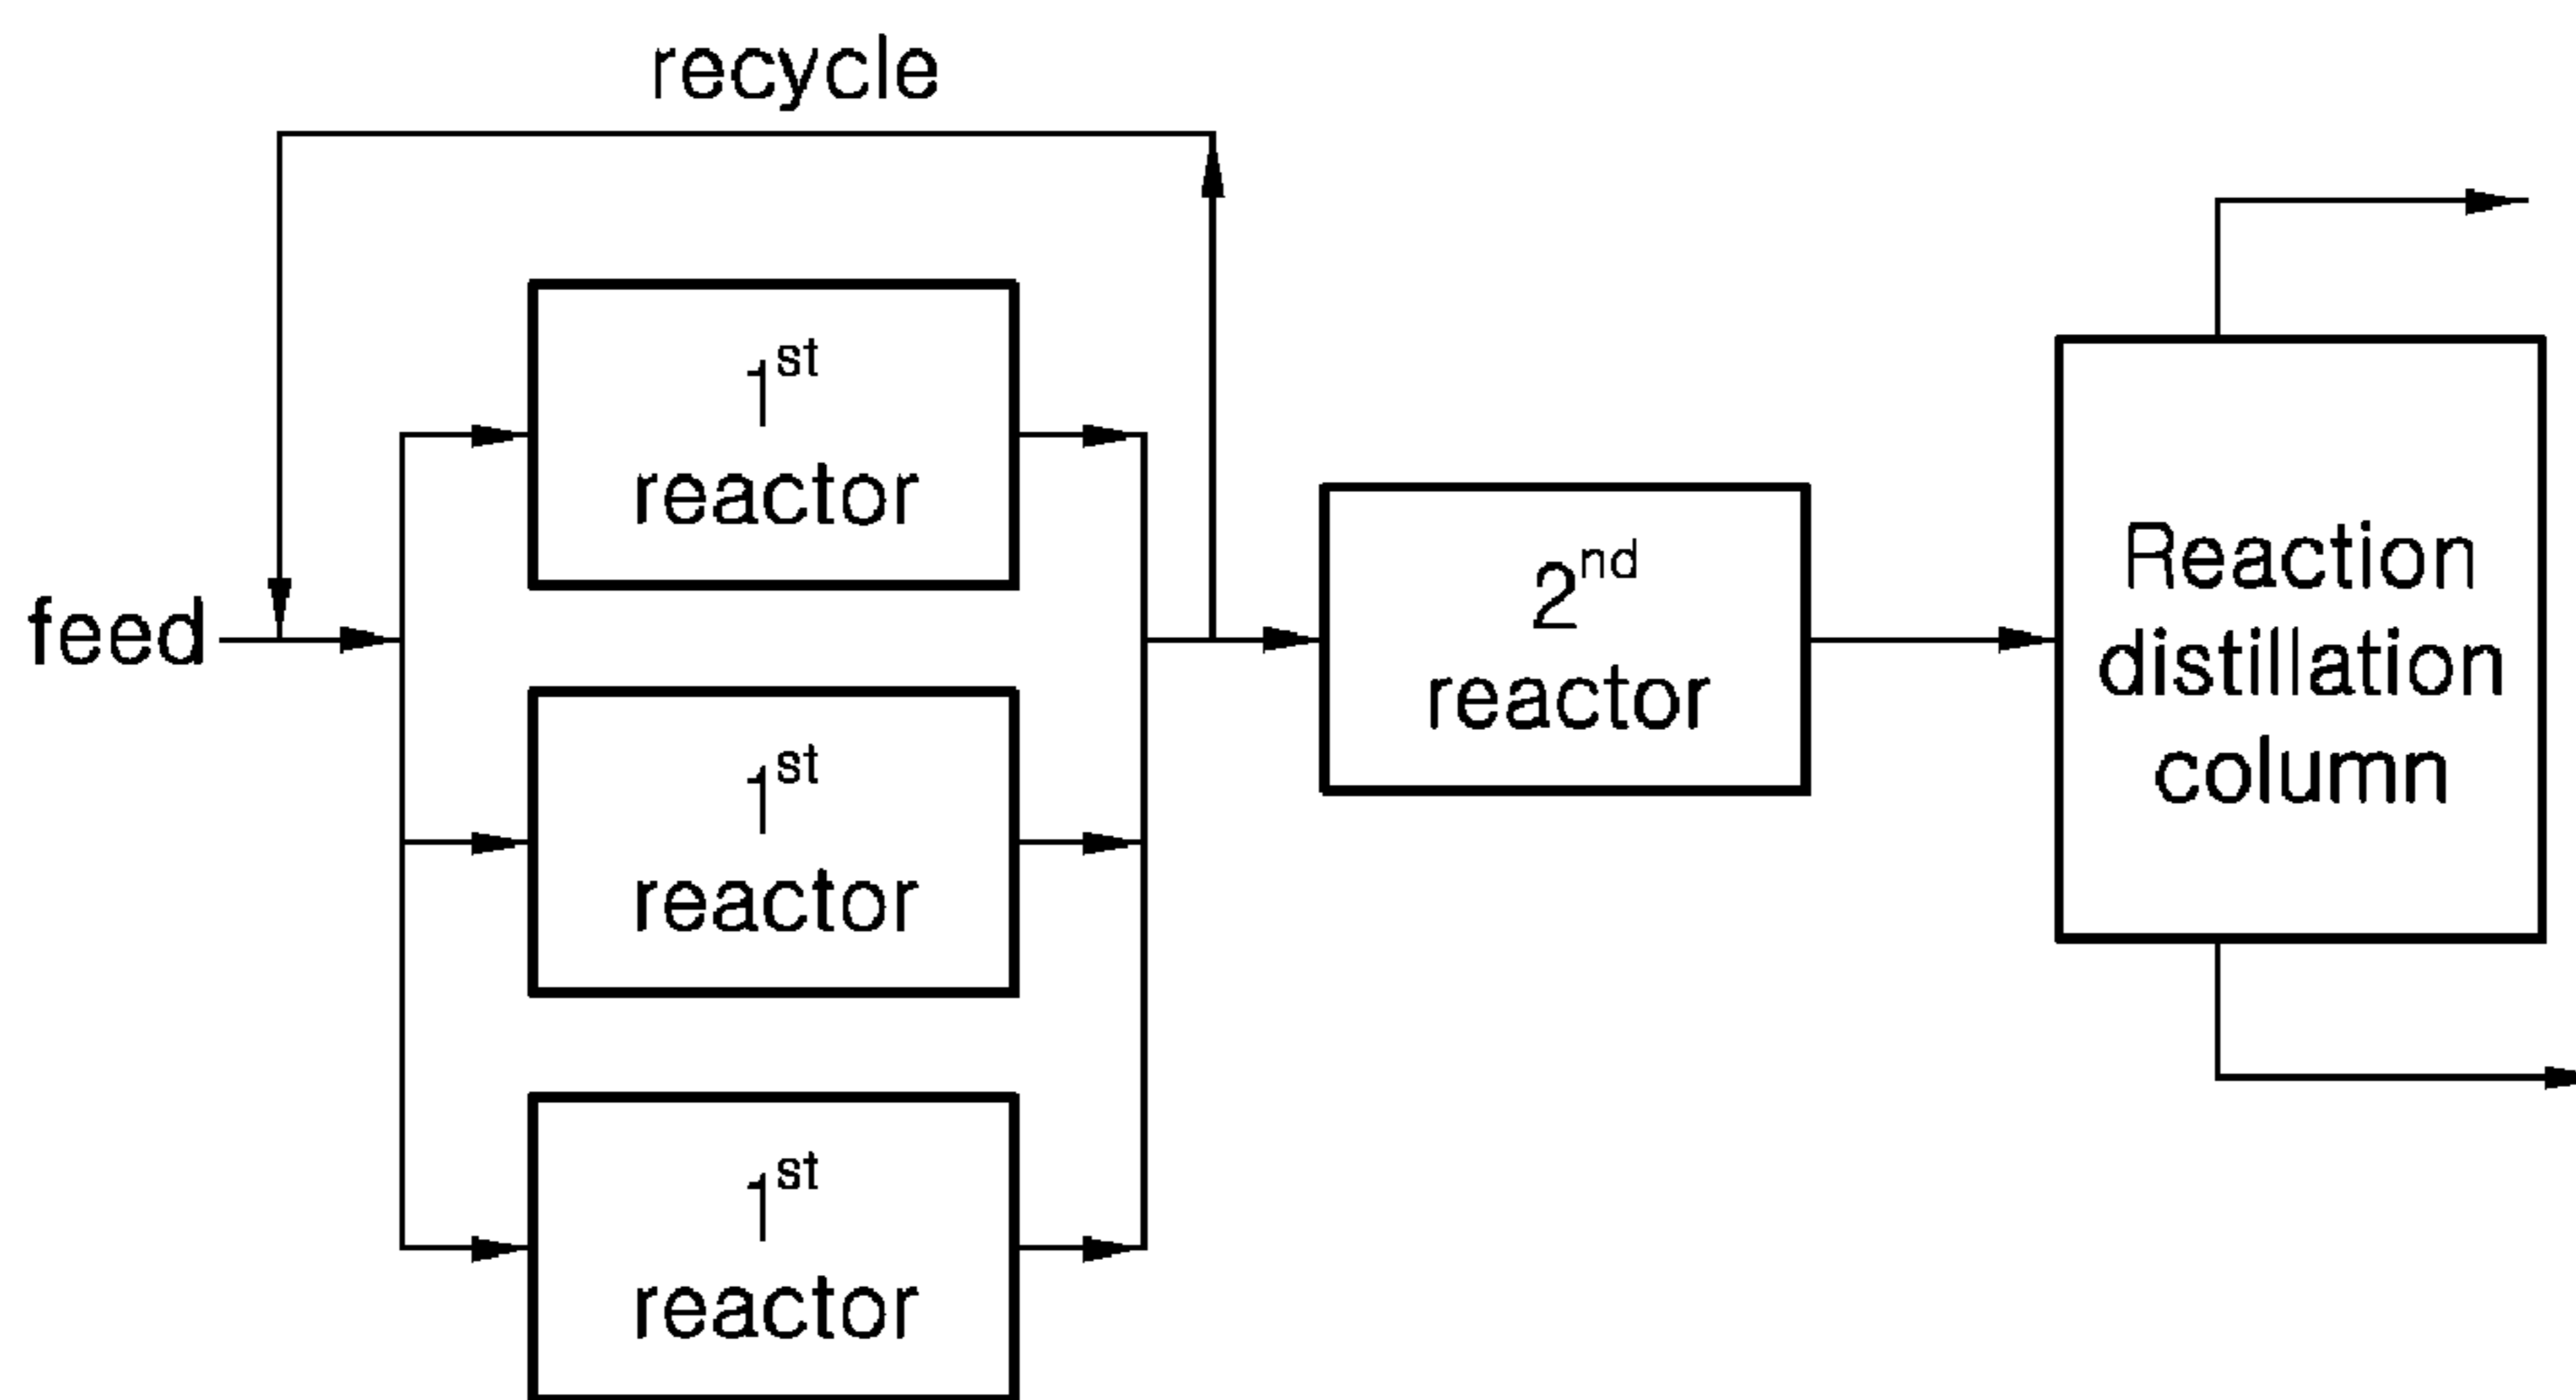 recycle
feed
1st
reactor
1st
reactor
1st
reactor
2nd
reactor
Reaction
distillation
column